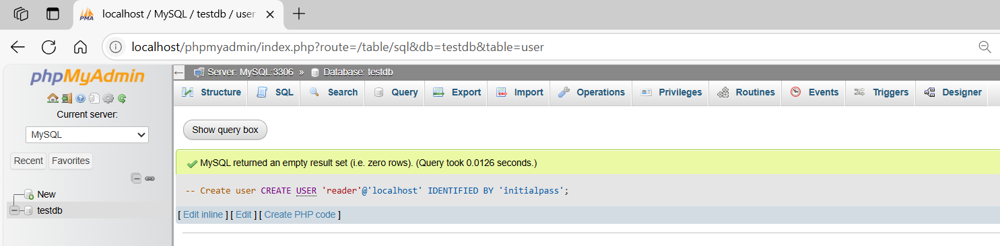 PMA localhost / MySQL / testdb / user
localhost/phpmyadmin/index.php?route=/table/sql&db=testdb&table=user
phpMyAdmin
Current server:
MySQL
Recent Favorites
New
testdb
Server: MySQL:3306 » Database: testdb
Structure SQL Search Query Export Import Operations Privileges Routines Events Triggers Designer
Show query box
MySQL returned an empty result set (i.e. zero rows). (Query took 0.0126 seconds.)
-- Create user CREATE USER 'reader'@'localhost' IDENTIFIED BY 'initialpass';
[ Edit inline ] [ Edit ] [ Create PHP code ]